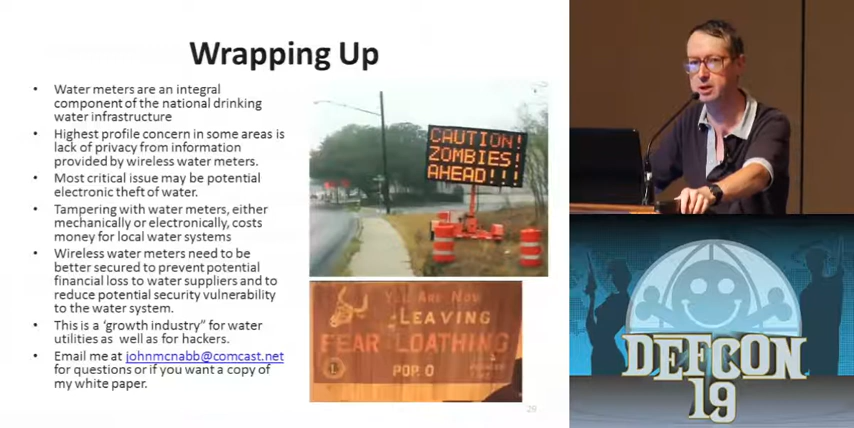 Wrapping Up
• Water meters are an integral
component of the national drinking
water infrastructure
• Highest profile concern in some areas is
lack of privacy from information
provided by wireless water meters.
• Most critical issue may be potential
electronic theft of water.
• Tampering with water meters, either
mechanically or electronically, costs
money for local water systems
• Wireless water meters need to be
better secured to prevent potential
financial loss to water suppliers and to
reduce potential security vulnerability
to the water system.
• This is a ‘growth industry” for water
utilities as well as for hackers.
• Email me at johnmcnabb@comcast.net
for questions or if you want a copy of
my white paper.
CAUTION!
ZOMBIES!
AHEAD!!!
You Are Now
LEAVING
FEAR LOATHING
POP. 0
28
DEFCON
19